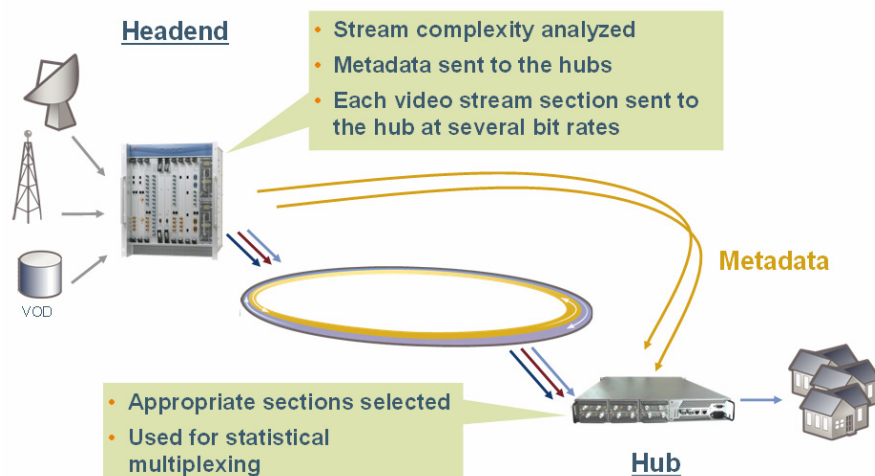 Headend
• Stream complexity analyzed
• Metadata sent to the hubs
• Each video stream section sent to
the hub at several bit rates
VOD
Metadata
• Appropriate sections selected
• Used for statistical
multiplexing
Hub